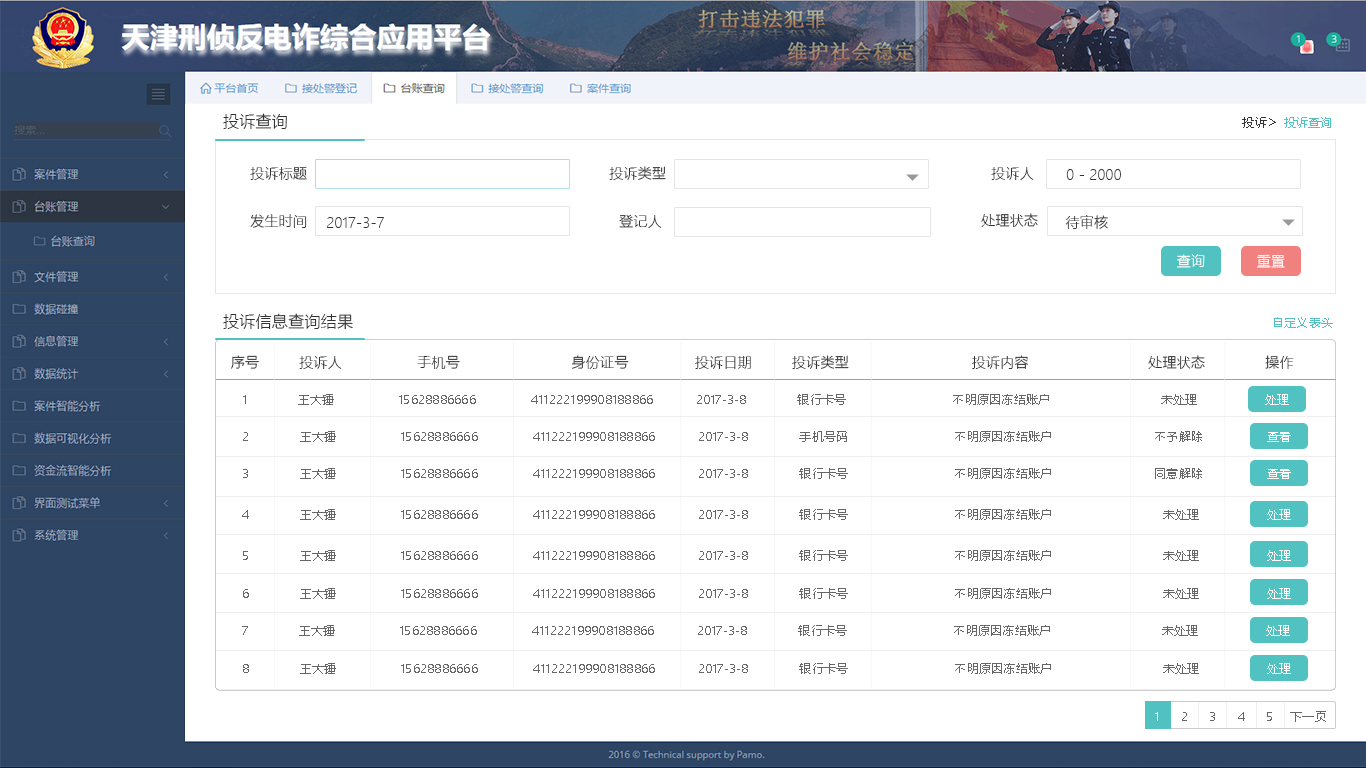 天津刑侦反电诈综合应用平台
打击违法犯罪
维护社会稳定
1
3
平台首页 接处警登记 台账查询 接处警查询 案件查询
搜索...
案件管理
台账管理
台账查询
文件管理
数据碰撞
信息管理
数据统计
案件智能分析
数据可视化分析
资金流智能分析
界面测试菜单
系统管理
投诉查询
投诉> 投诉查询
投诉标题 投诉类型 投诉人 0 - 2000
发生时间 2017-3-7 登记人 处理状态 待审核
查询 重置
投诉信息查询结果 自定义表头
序号 投诉人 手机号 身份证号 投诉日期 投诉类型 投诉内容 处理状态 操作
1 王大锤 15628886666 411222199908188866 2017-3-8 银行卡号 不明原因冻结账户 未处理 处理
2 王大锤 15628886666 411222199908188866 2017-3-8 手机号码 不明原因冻结账户 不予解除 查看
3 王大锤 15628886666 411222199908188866 2017-3-8 银行卡号 不明原因冻结账户 同意解除 查看
4 王大锤 15628886666 411222199908188866 2017-3-8 银行卡号 不明原因冻结账户 未处理 处理
5 王大锤 15628886666 411222199908188866 2017-3-8 银行卡号 不明原因冻结账户 未处理 处理
6 王大锤 15628886666 411222199908188866 2017-3-8 银行卡号 不明原因冻结账户 未处理 处理
7 王大锤 15628886666 411222199908188866 2017-3-8 银行卡号 不明原因冻结账户 未处理 处理
8 王大锤 15628886666 411222199908188866 2017-3-8 银行卡号 不明原因冻结账户 未处理 处理
1 2 3 4 5 下一页
2016 © Technical support by Pamo.